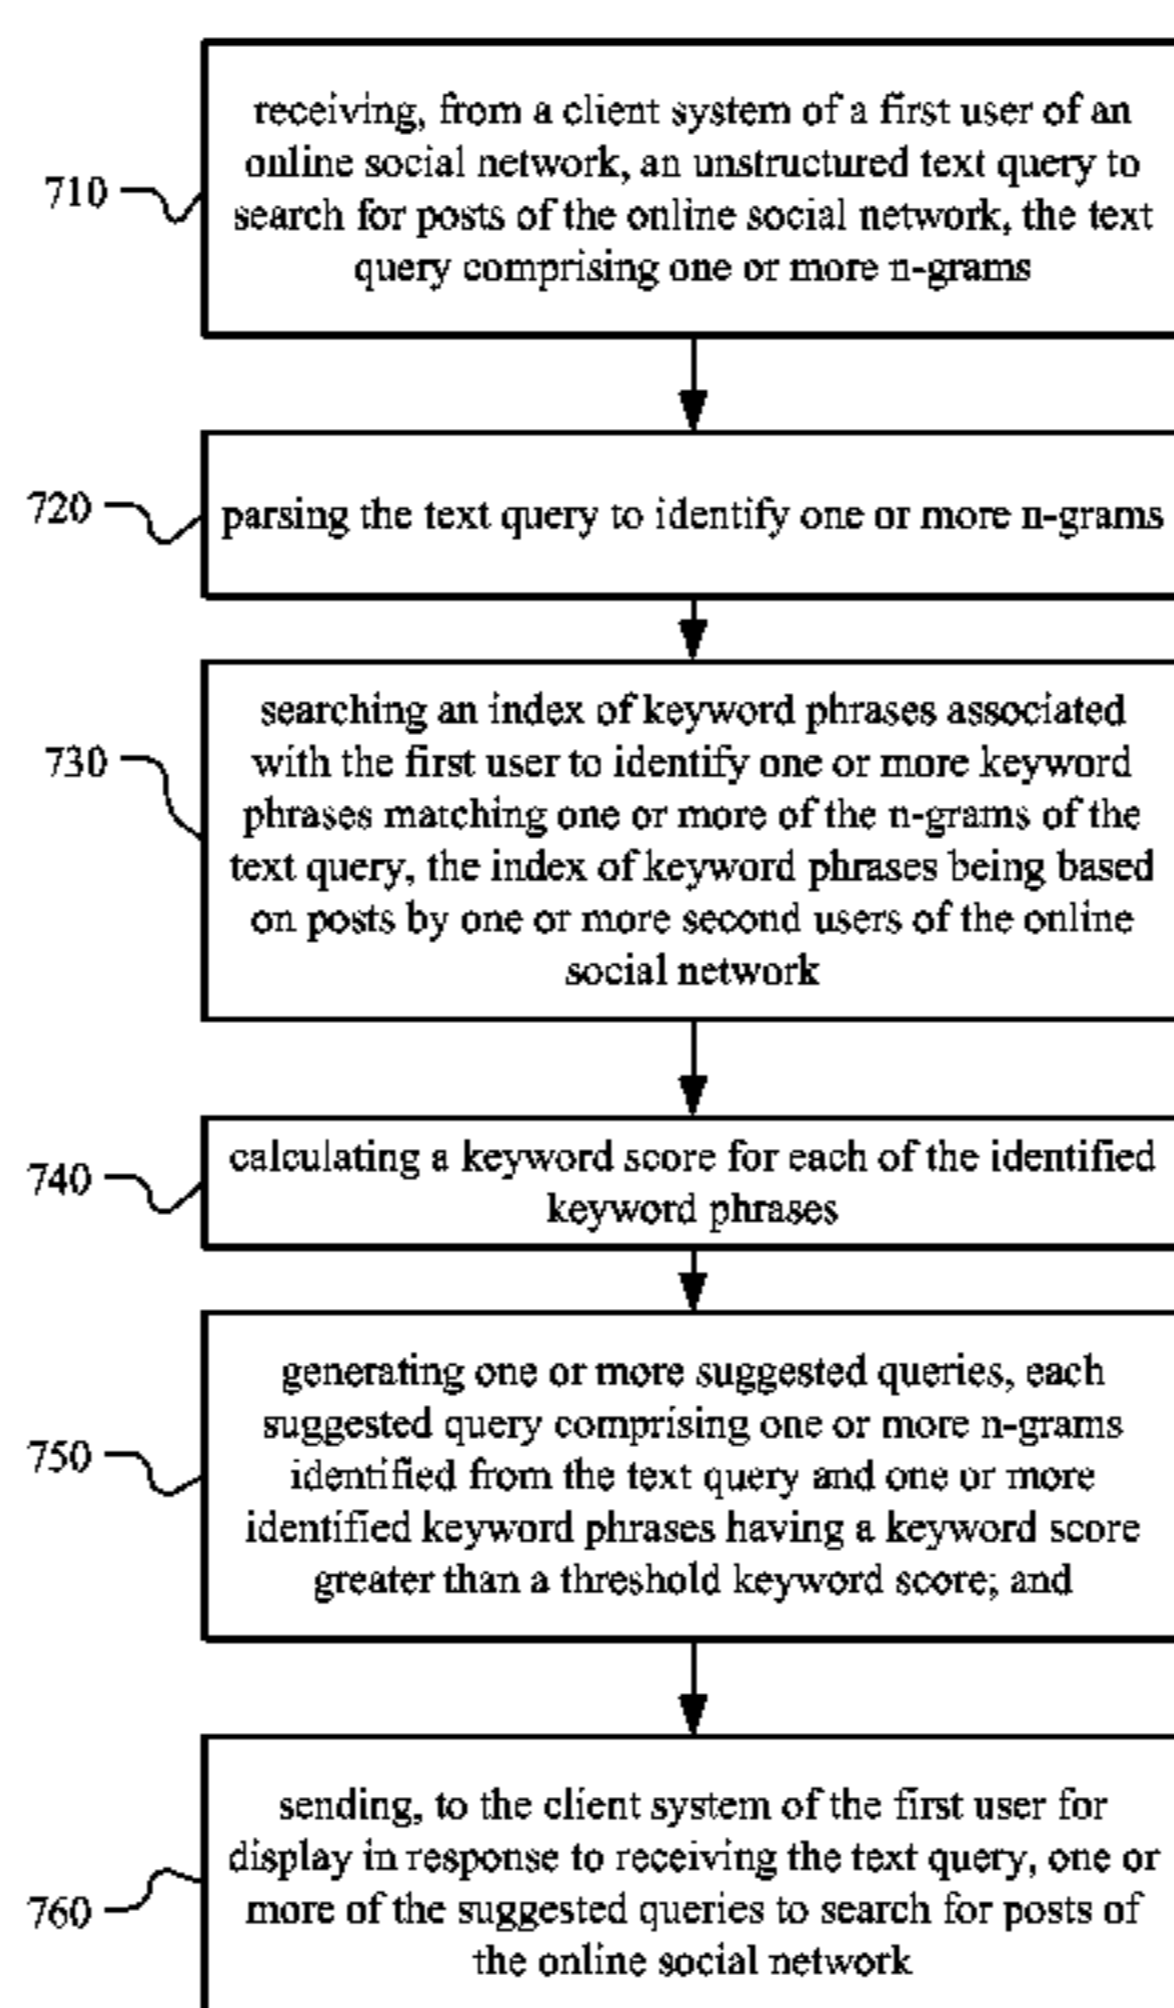 receiving, from a client system of a first user of an
online social network, an unstructured text query to
search for posts of the online social network, the text
query comprising one or more n-grams
710
720
parsing the text query to identify one or more n-grams
searching an index of keyword phrases associated
with the first user to identify one or more keyword
phrases matching one or more of the n-grams of the
text query, the index of keyword phrases being based
on posts by one or more second users of the online
social network
730
calculating a keyword score for each of the identified
keyword phrases
740
generating one or more suggested queries, each
suggested query comprising one or more n-grams
identified from the text query and one or more
identified keyword phrases having a keyword score
greater than a threshold keyword score; and
750
sending, to the client system of the first user for
display in response to receiving the text query, one or
more of the suggested queries to search for posts of
the online social network
760